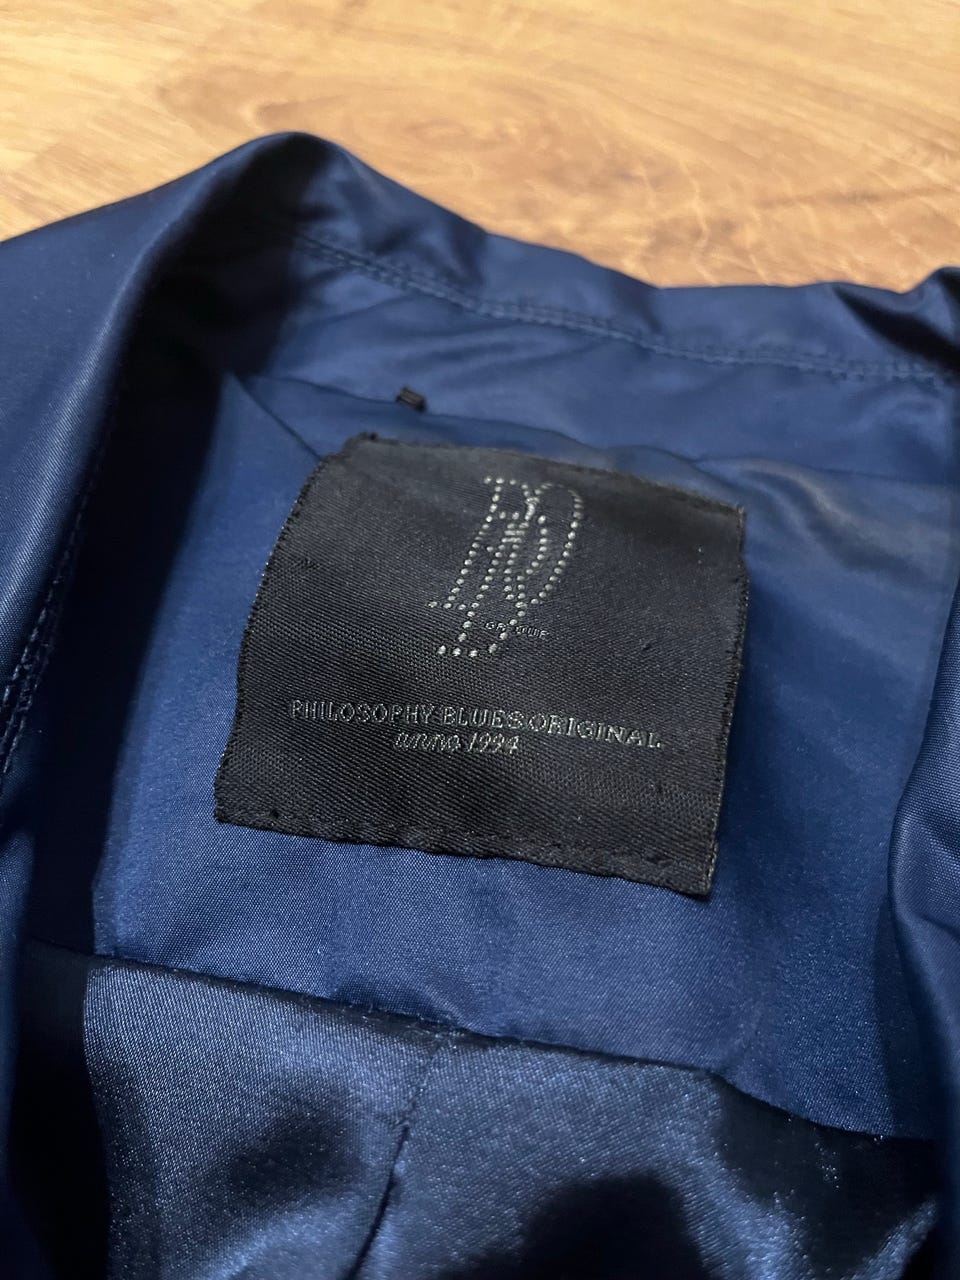 PHILOSOPHY BLUES ORIGINAL
anno 1994